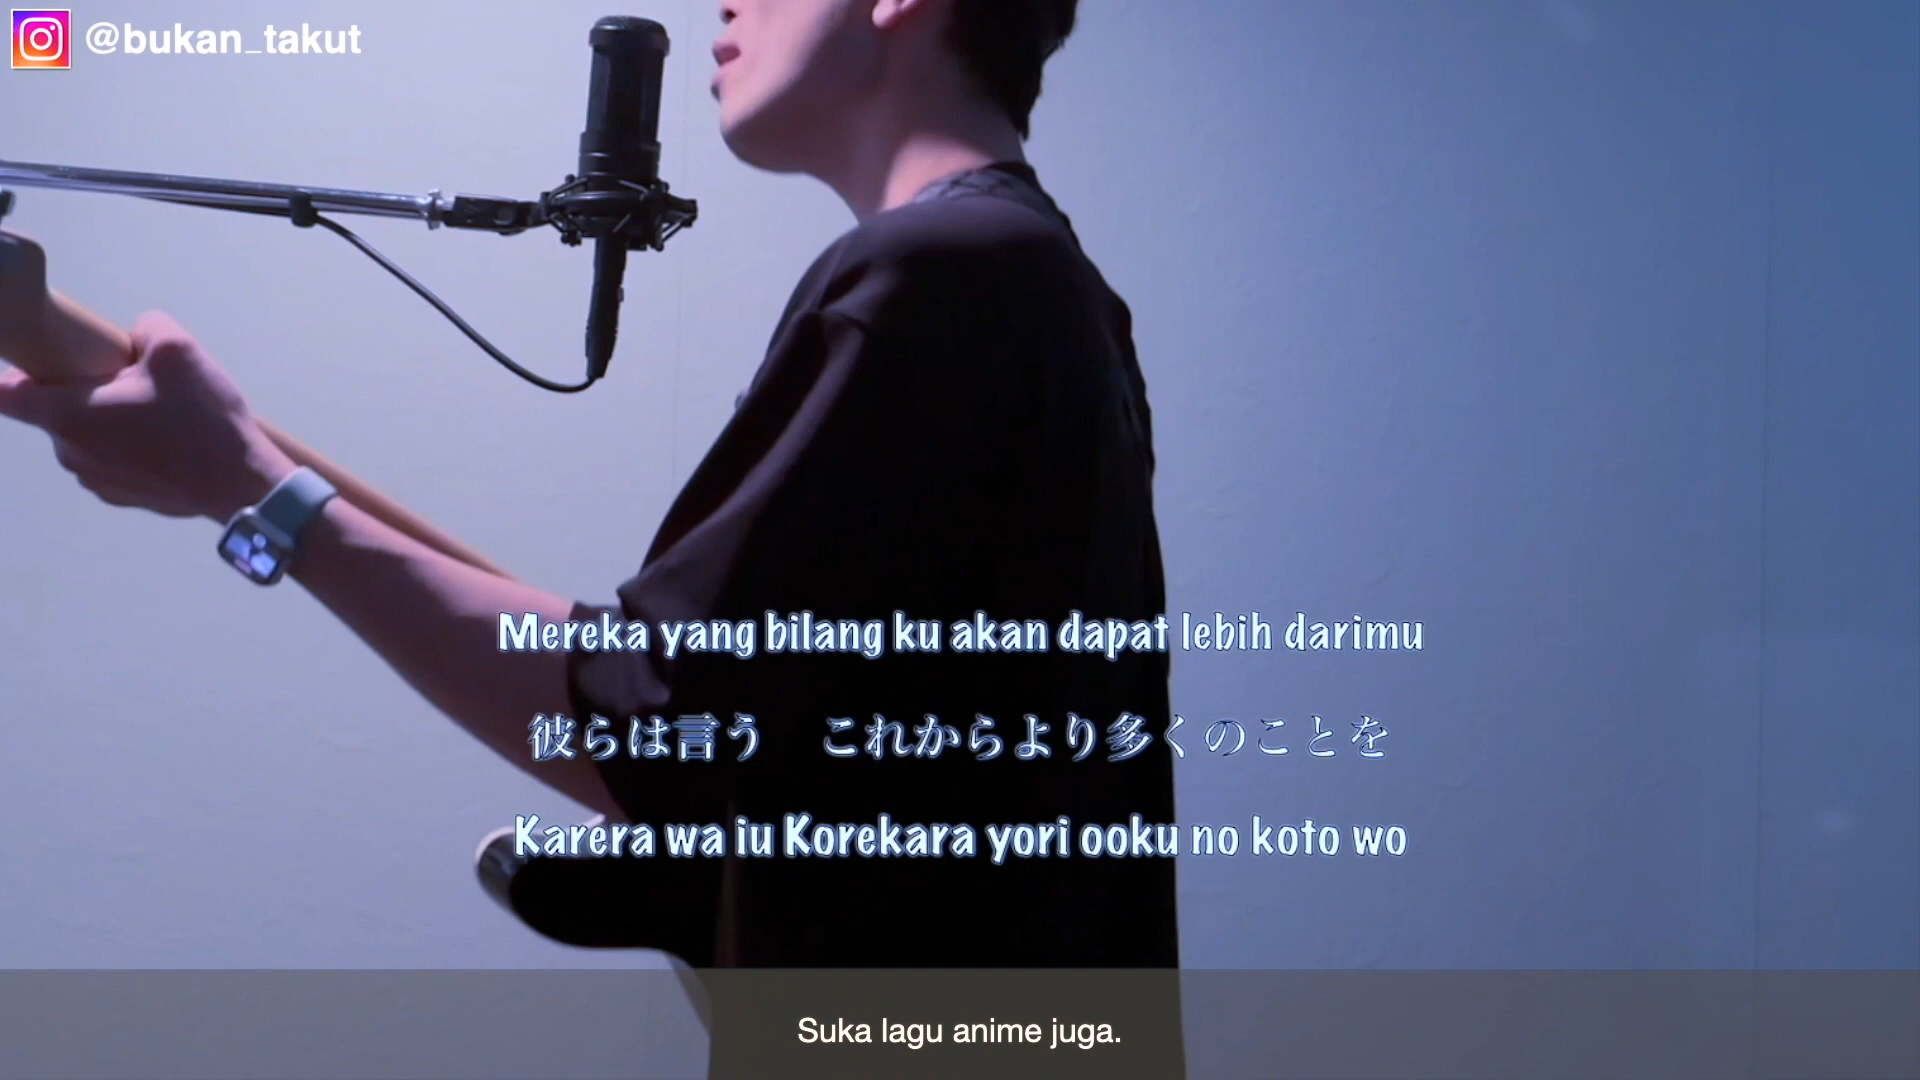 @bukan_takut
Mereka yang bilang ku akan dapat lebih darimu
彼らは言う　これからより多くのことを
Karera wa iu Korekara yori ooku no koto wo
Suka lagu anime juga.